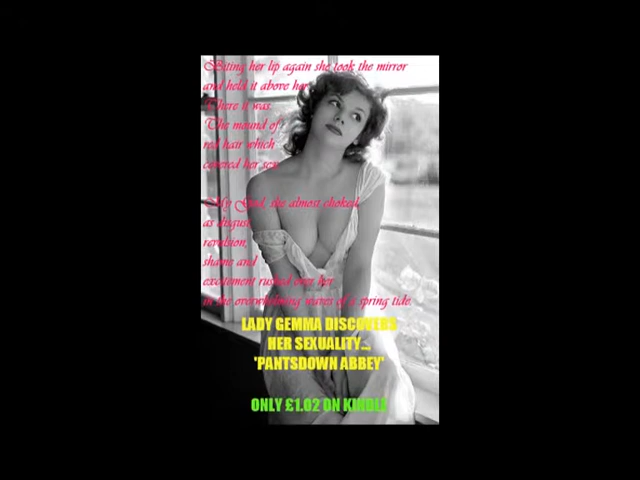 Biting her lip again she took the mirror
and held it above her
There it was.
The mound of
red hair which
covered her sex.
My God, she almost choked,
as disgust,
revulsion,
shame and
excitement rushed over her
in the overwhelming waves of a spring tide.
LADY GEMMA DISCOVERS
HER SEXUALITY...
'PANTSDOWN ABBEY'
ONLY £1.02 ON KINDLE